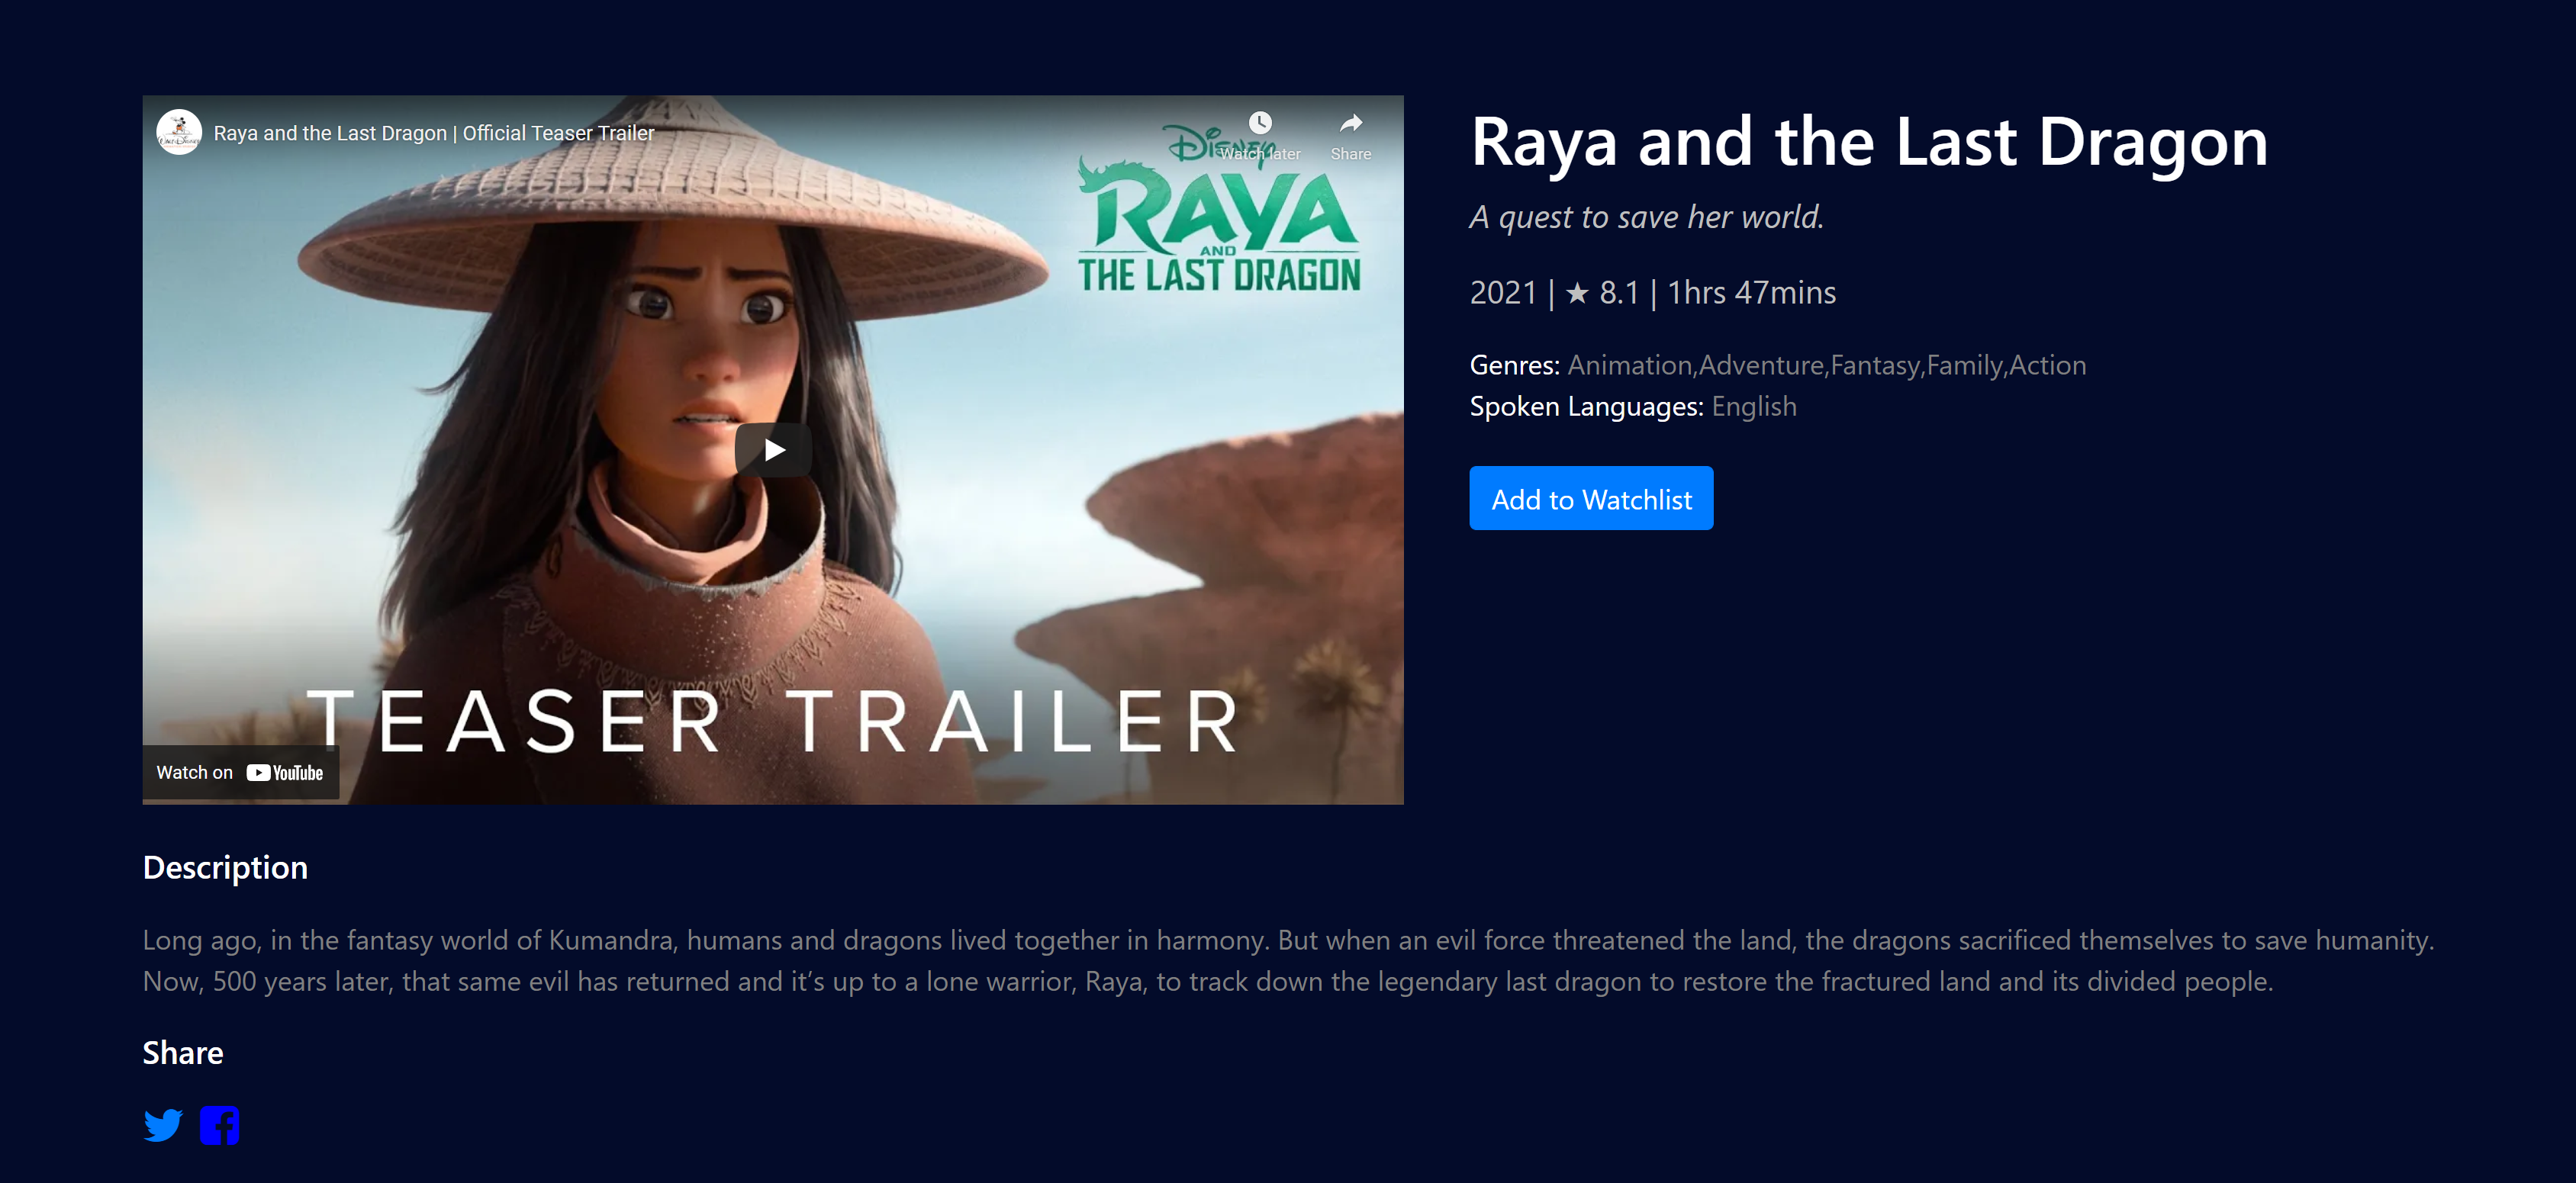 Raya and the Last Dragon | Official Teaser Trailer
Watch later
Share
Disney
RAYA
AND
THE LAST DRAGON
TEASER TRAILER
Watch on YouTube
Raya and the Last Dragon
A quest to save her world.
2021 | ★ 8.1 | 1hrs 47mins
Genres: Animation,Adventure,Fantasy,Family,Action
Spoken Languages: English
Add to Watchlist
Description
Long ago, in the fantasy world of Kumandra, humans and dragons lived together in harmony. But when an evil force threatened the land, the dragons sacrificed themselves to save humanity.
Now, 500 years later, that same evil has returned and it’s up to a lone warrior, Raya, to track down the legendary last dragon to restore the fractured land and its divided people.
Share